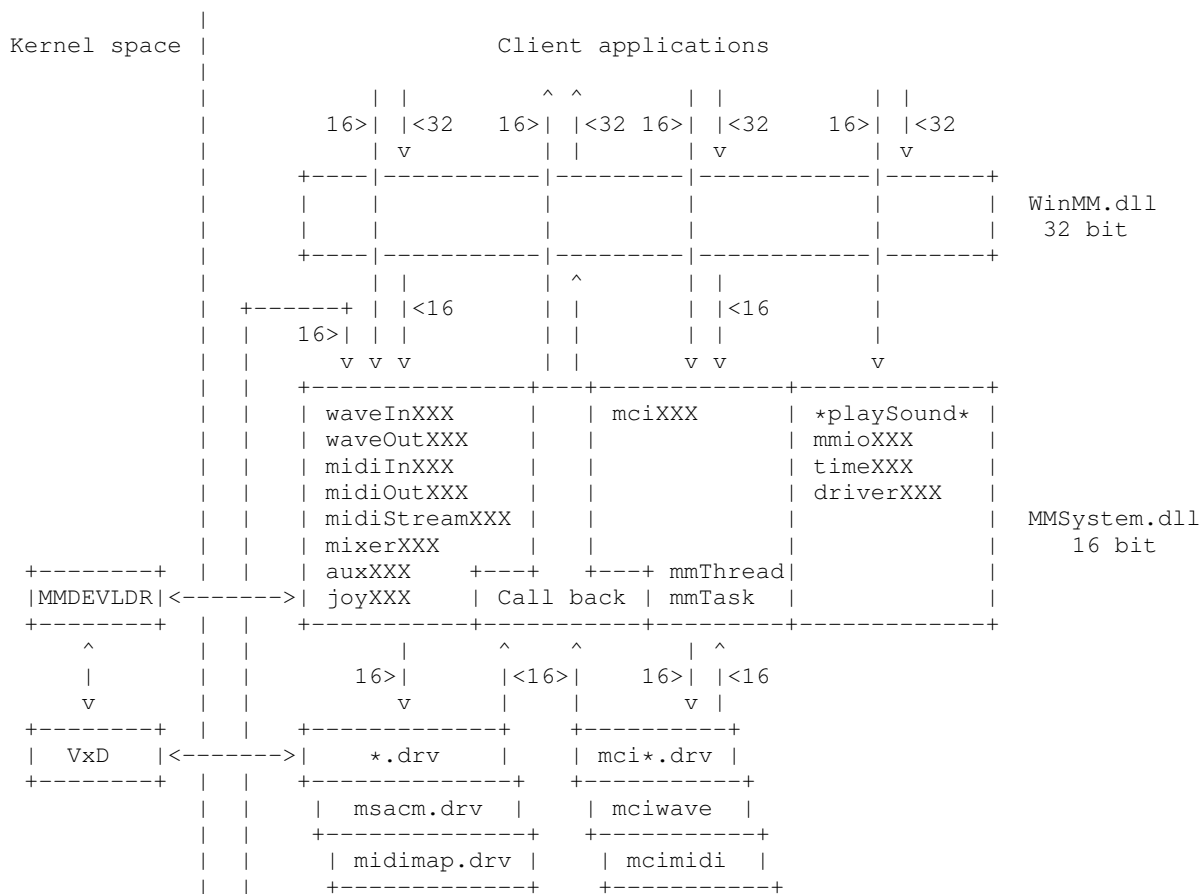 Kernel space | Client applications
16>| |<32 16>| |<32 16>| |<32 16>| |<32
WinMM.dll
32 bit
<16 <16
16>
waveInXXX mciXXX *playSound*
waveOutXXX mmioXXX
midiInXXX timeXXX
midiOutXXX driverXXX
midiStreamXXX MMSystem.dll
mixerXXX 16 bit
auxXXX mmThread
MMDEVLDR joyXXX Call back mmTask
16> <16> 16> <16
VxD *.drv mci*.drv
msacm.drv mciwave
midimap.drv mcimidi